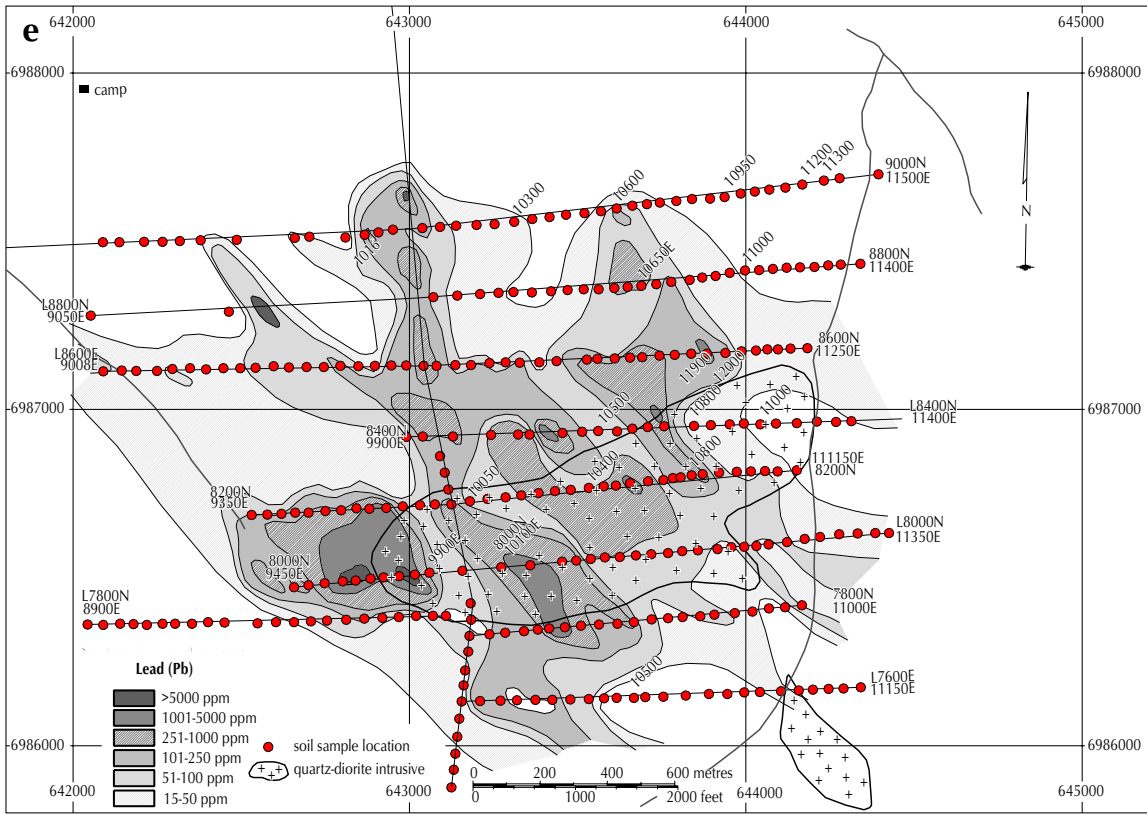 e
642000 643000 644000 645000
6988000 6988000
camp
10300
10600
10950
11200
11300
9000N
11500E
1016
10650E
11000
8800N
11400E
N
L8800N
9050E
L8600E
9008E
8600N
11250E
11900
12000
6987000 6987000
10500
10800
11000
L8400N
11400E
8400N
9900E
10400
10800
111150E
8200N
10050
8200N
9350E
9900E
8000N
10100E
L8000N
11350E
8000N
9450E
L7800N
8900E
7800N
11000E
10500
L7600E
11150E
Lead (Pb)
>5000 ppm
1001-5000 ppm
251-1000 ppm
101-250 ppm
51-100 ppm
15-50 ppm
soil sample location
quartz-diorite intrusive
6986000 6986000
0 200 400 600 metres
0 1000 2000 feet
642000 643000 644000 645000